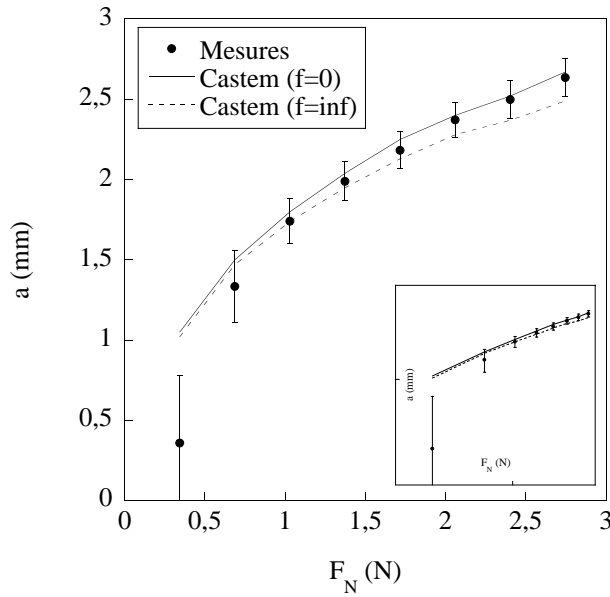 3
2,5
2
1,5
1
0,5
0
Mesures
Castem (f=0)
Castem (f=inf)
a (mm)
a (mm)
F_N (N)
0 0,5 1 1,5 2 2,5 3
F_N (N)